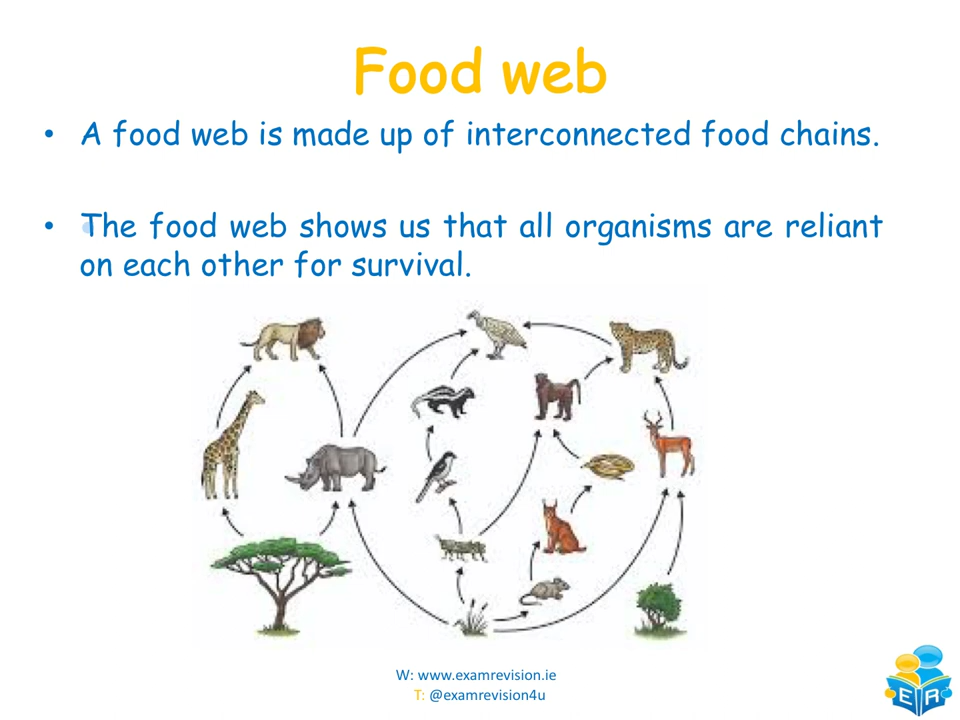 Food web
• A food web is made up of interconnected food chains.
• The food web shows us that all organisms are reliant
on each other for survival.
W: www.examrevision.ie
T: @examrevision4u
E R